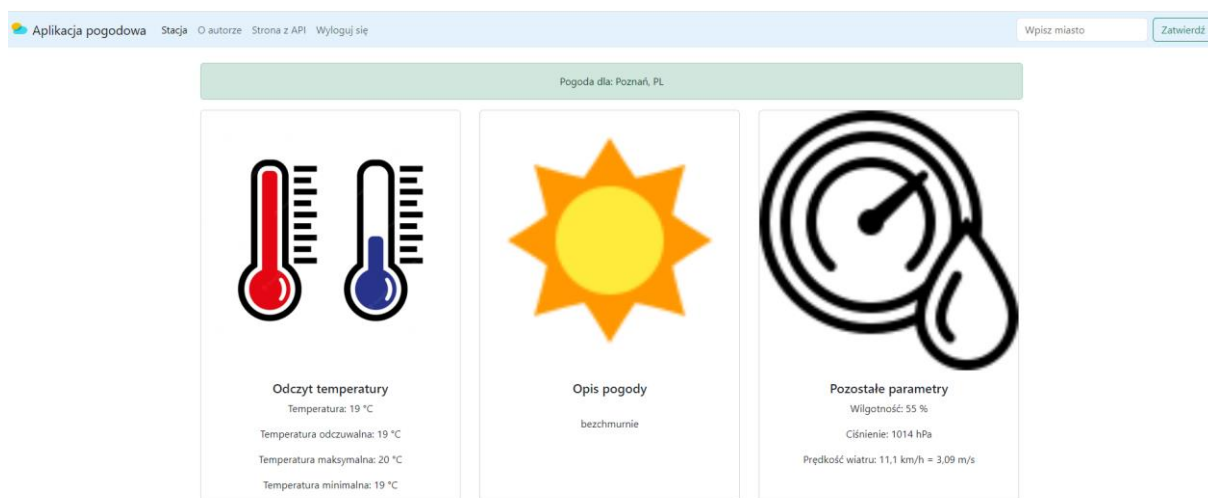 Aplikacja pogodowa Stacja O autorze Strona z API Wyloguj się Wpisz miasto Zatwierdź
Pogoda dla: Poznań, PL
Odczyt temperatury
Temperatura: 19 °C
Temperatura odczuwalna: 19 °C
Temperatura maksymalna: 20 °C
Temperatura minimalna: 19 °C
Opis pogody
bezchmurnie
Pozostałe parametry
Wilgotność: 55 %
Ciśnienie: 1014 hPa
Prędkość wiatru: 11,1 km/h = 3,09 m/s